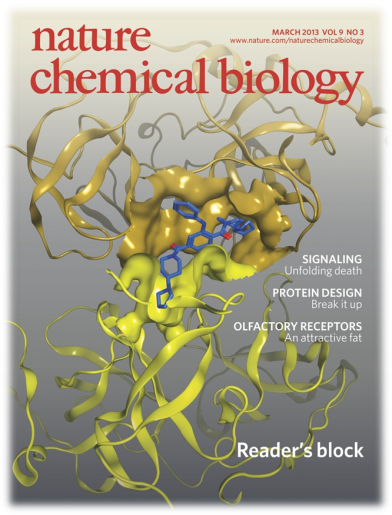 nature
chemical biology
MARCH 2013 VOL 9 NO 3
www.nature.com/naturechemicalbiology
SIGNALING
Unfolding death
PROTEIN DESIGN
Break it up
OLFACTORY RECEPTORS
An attractive fat
Reader's block